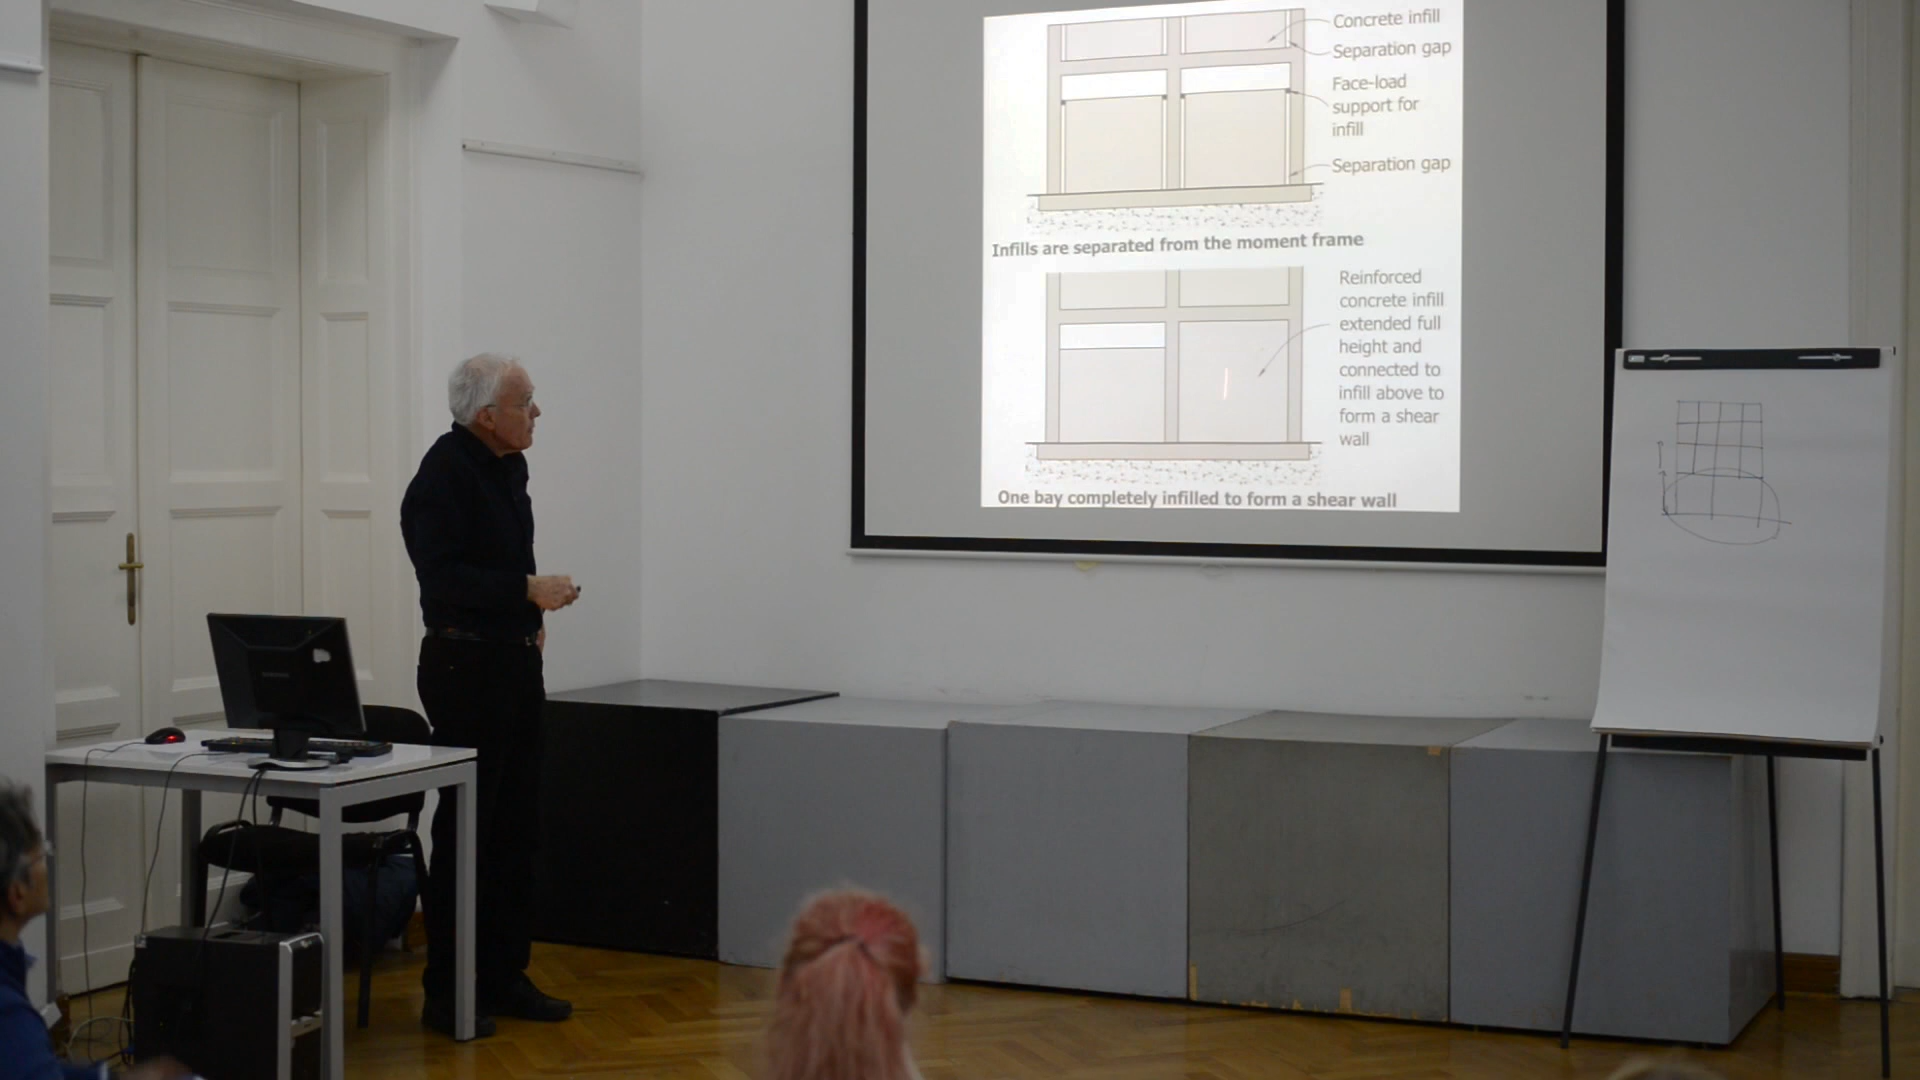 Concrete infill
Separation gap
Face-load
support for
infill
Separation gap
Infills are separated from the moment frame
Reinforced
concrete infill
extended full
height and
connected to
infill above to
form a shear
wall
One bay completely infilled to form a shear wall